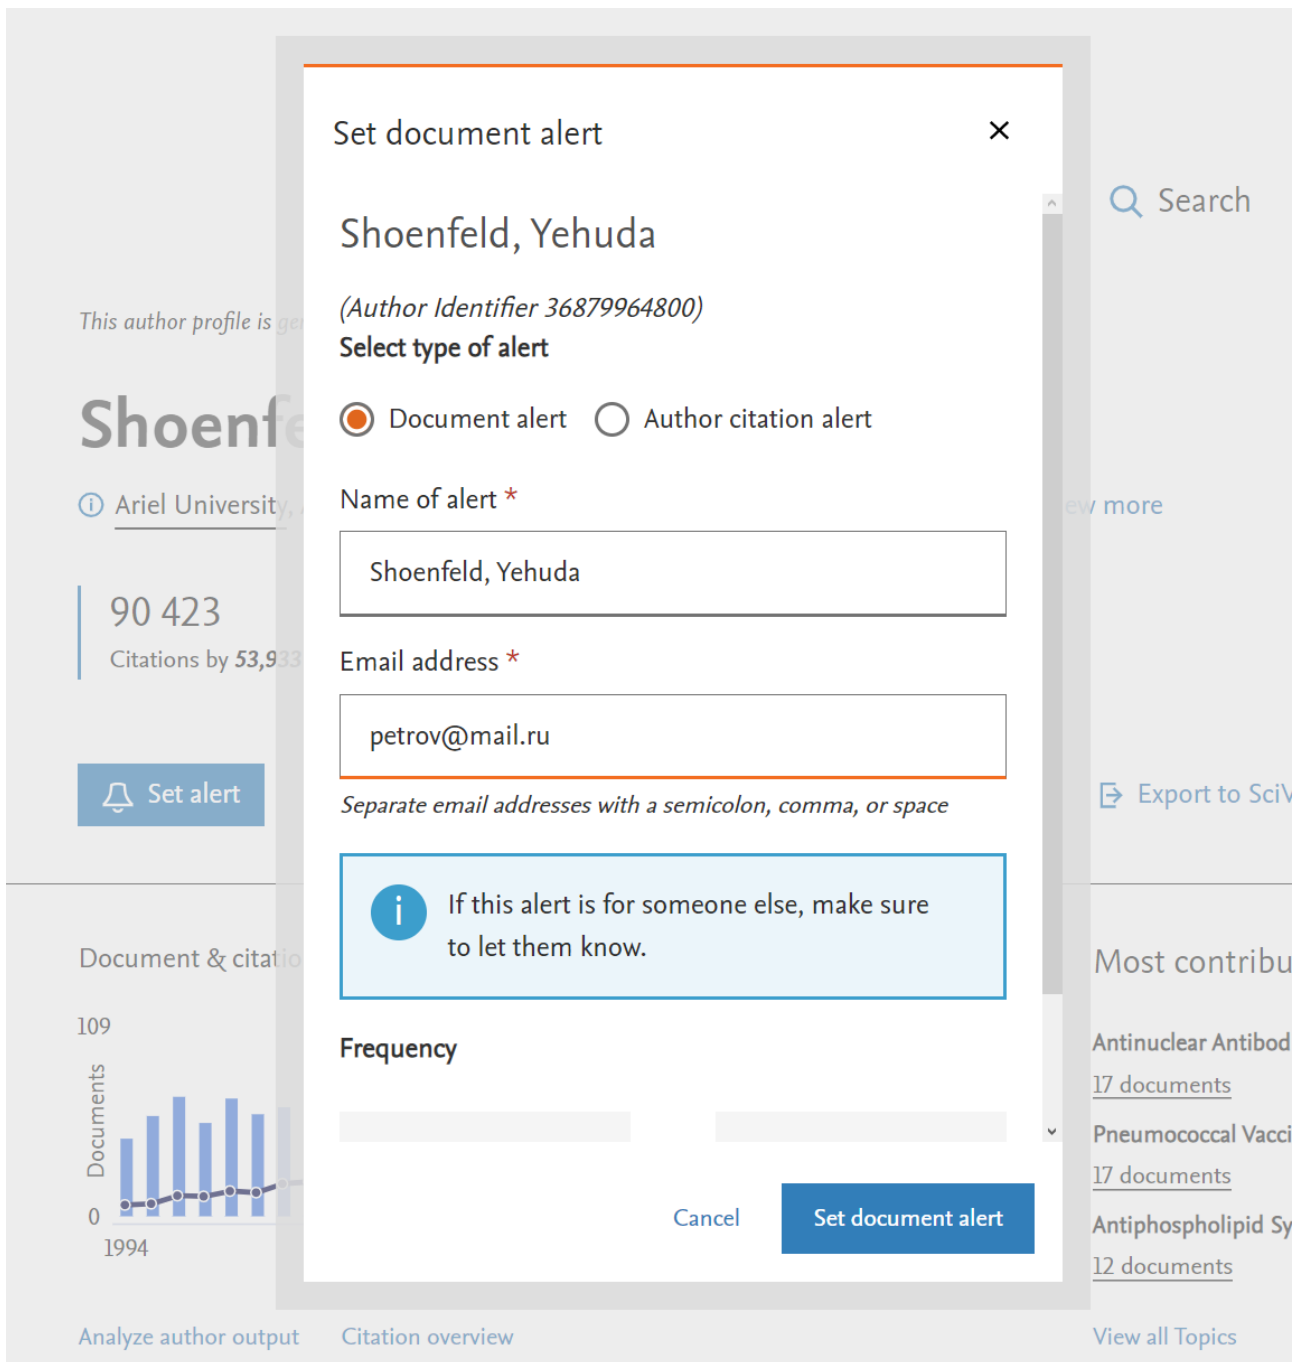 Set document alert
Shoenfeld, Yehuda
Search
(Author Identifier 36879964800)
This author profile is
Select type of alert
Shoenfe
Document alert Author citation alert
Ariel University,
Name of alert *
more
Shoenfeld, Yehuda
90 423
Citations by 53,933
Email address *
petrov@mail.ru
Set alert
Separate email addresses with a semicolon, comma, or space
Export to SciV
If this alert is for someone else, make sure
to let them know.
Document & citatio
Most contribu
109
Documents
0
1994
Frequency
Antinuclear Antibod
17 documents
Pneumococcal Vacci
17 documents
Antiphospholipid Sy
12 documents
Cancel Set document alert
Analyze author output Citation overview
View all Topics